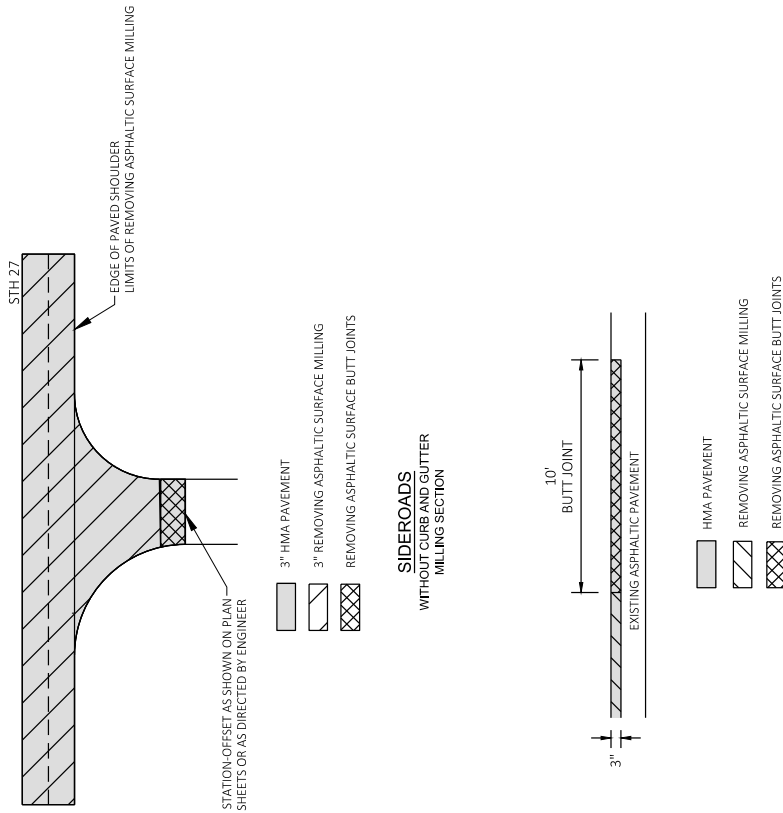 STH 27
EDGE OF PAVED SHOULDER
LIMITS OF REMOVING ASPHALTIC SURFACE MILLING
STATION-OFFSET AS SHOWN ON PLAN
SHEETS OR AS DIRECTED BY ENGINEER
3" HMA PAVEMENT
3" REMOVING ASPHALTIC SURFACE MILLING
REMOVING ASPHALTIC SURFACE BUTT JOINTS
SIDEROADS
WITHOUT CURB AND GUTTER
MILLING SECTION
10'
BUTT JOINT
3"
EXISTING ASPHALTIC PAVEMENT
HMA PAVEMENT
REMOVING ASPHALTIC SURFACE MILLING
REMOVING ASPHALTIC SURFACE BUTT JOINTS